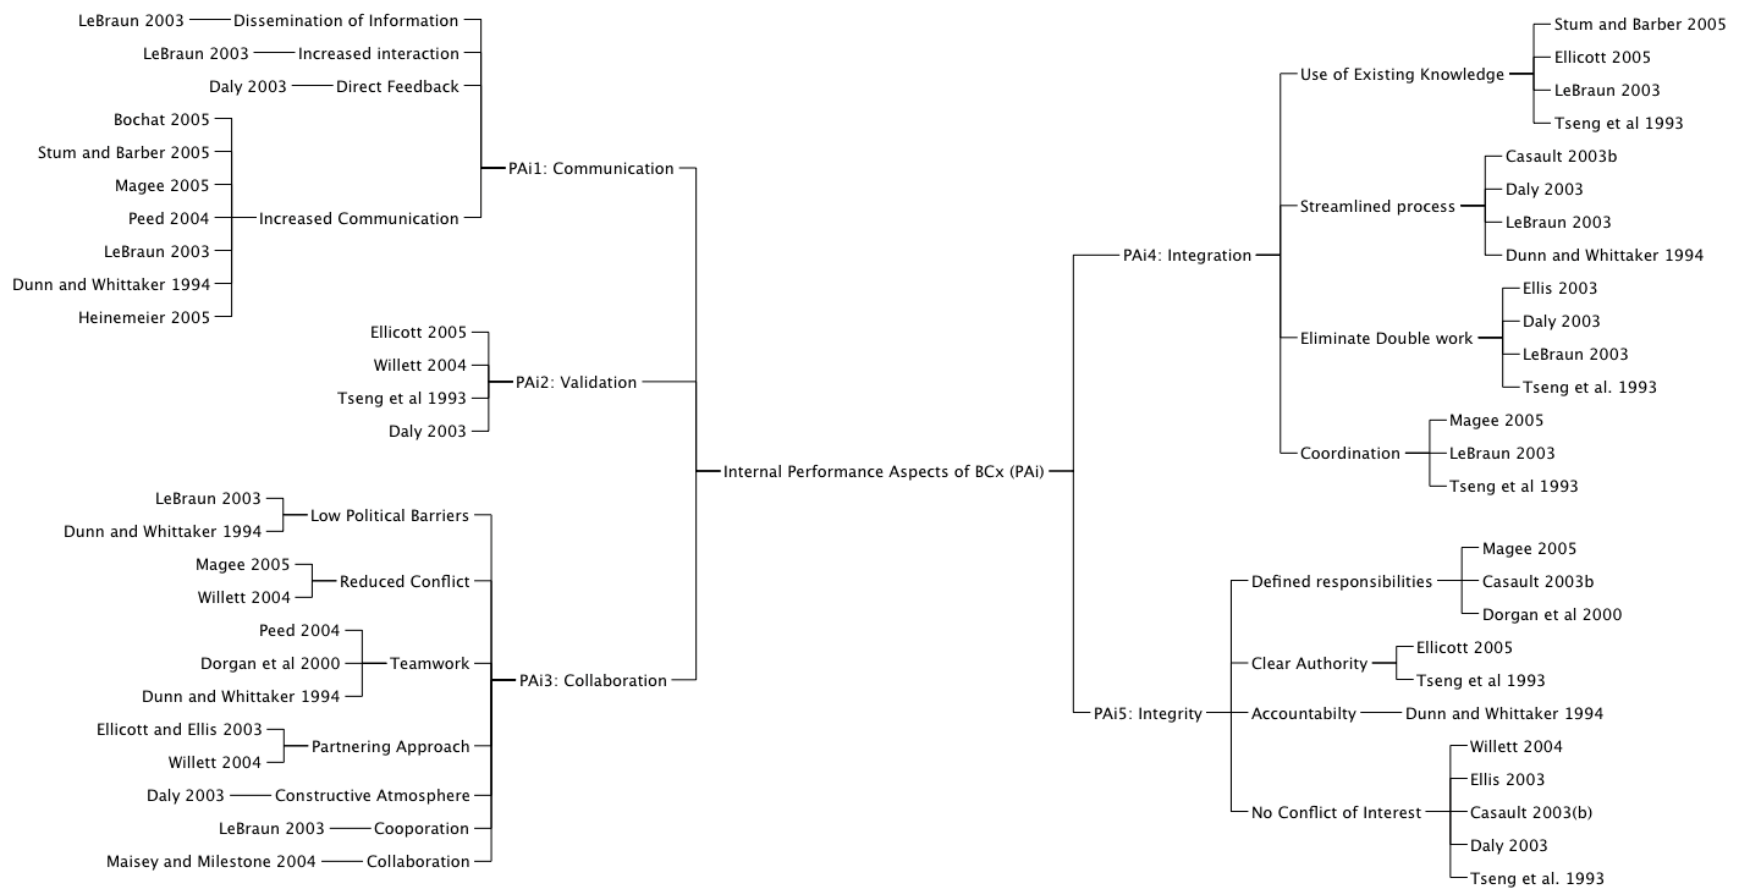 LeBraun 2003
Dissemination of Information
LeBraun 2003
Increased interaction
Daly 2003
Direct Feedback
Bochat 2005
Stum and Barber 2005
Magee 2005
Peed 2004
LeBraun 2003
Dunn and Whittaker 1994
Heinemeier 2005
Increased Communication
PAi1: Communication
Ellicott 2005
Willett 2004
Tseng et al 1993
Daly 2003
PAi2: Validation
LeBraun 2003
Dunn and Whittaker 1994
Low Political Barriers
Magee 2005
Willett 2004
Reduced Conflict
Peed 2004
Dorgan et al 2000
Dunn and Whittaker 1994
Teamwork
Ellicott and Ellis 2003
Willett 2004
Partnering Approach
Daly 2003
Constructive Atmosphere
LeBraun 2003
Cooporation
Maisey and Milestone 2004
Collaboration
PAi3: Collaboration
Internal Performance Aspects of BCx (PAi)
PAi4: Integration
Use of Existing Knowledge
Stum and Barber 2005
Ellicott 2005
LeBraun 2003
Tseng et al 1993
Streamlined process
Casault 2003b
Daly 2003
LeBraun 2003
Dunn and Whittaker 1994
Eliminate Double work
Ellis 2003
Daly 2003
LeBraun 2003
Tseng et al. 1993
Coordination
Magee 2005
LeBraun 2003
Tseng et al 1993
PAi5: Integrity
Defined responsibilities
Magee 2005
Casault 2003b
Dorgan et al 2000
Clear Authority
Ellicott 2005
Tseng et al 1993
Accountabilty
Dunn and Whittaker 1994
No Conflict of Interest
Willett 2004
Ellis 2003
Casault 2003(b)
Daly 2003
Tseng et al. 1993